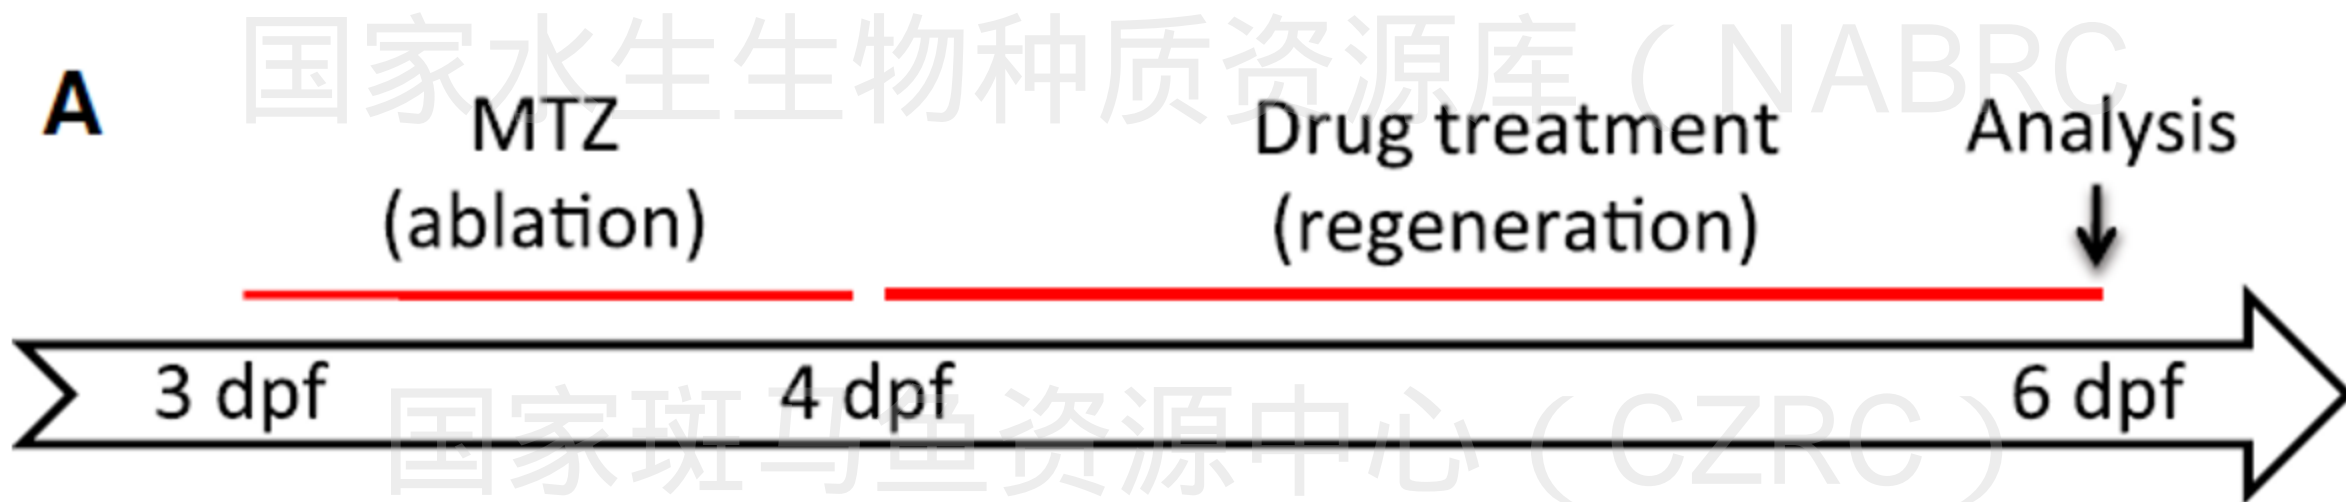 国家水生生物种质资源库（NABRC
A
MTZ
(ablation)
Drug treatment
(regeneration)
Analysis
3 dpf
4 dpf
6 dpf
国家斑马鱼资源中心（CZRC）